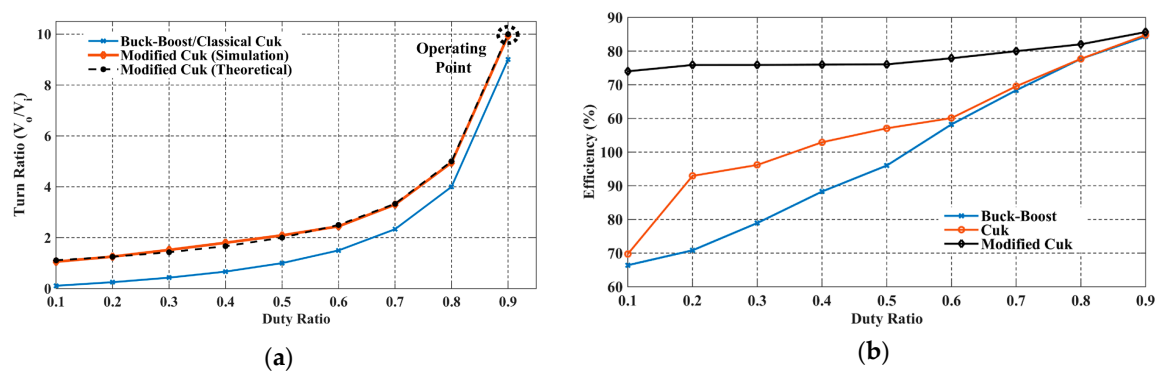 10
8
6
4
2
0
Turn Ratio (Vo/Vi)
Buck-Boost/Classical Cuk
Modified Cuk (Simulation)
Modified Cuk (Theoretical)
Operating
Point
0.1 0.2 0.3 0.4 0.5 0.6 0.7 0.8 0.9
Duty Ratio
(a)
90
80
70
60
100
90
80
70
60
Efficiency (%)
Buck-Boost
Cuk
Modified Cuk
0.1 0.2 0.3 0.4 0.5 0.6 0.7 0.8 0.9
Duty Ratio
(b)